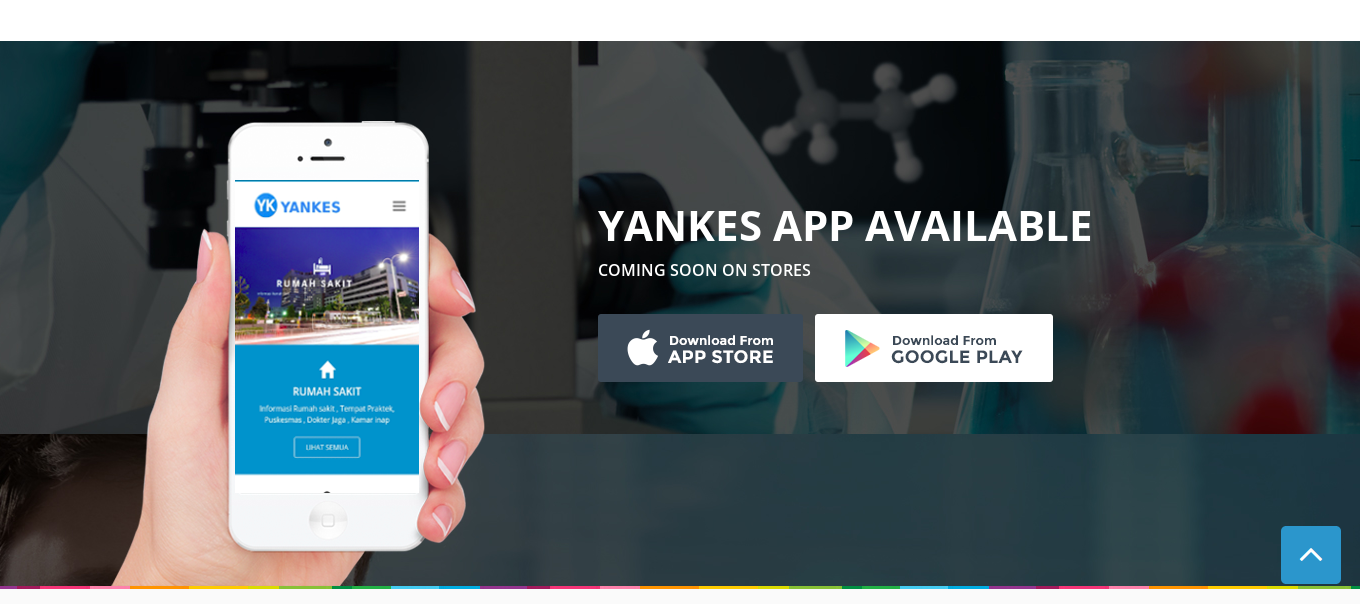 YK YANKES
RUMAH SAKIT
RUMAH SAKIT
Informasi Rumah sakit , Tempat Praktek,
Puskesmas , Dokter Jaga , Kamar inap
LIHAT SEMUA
YANKES APP AVAILABLE
COMING SOON ON STORES
Download From
APP STORE
Download From
GOOGLE PLAY